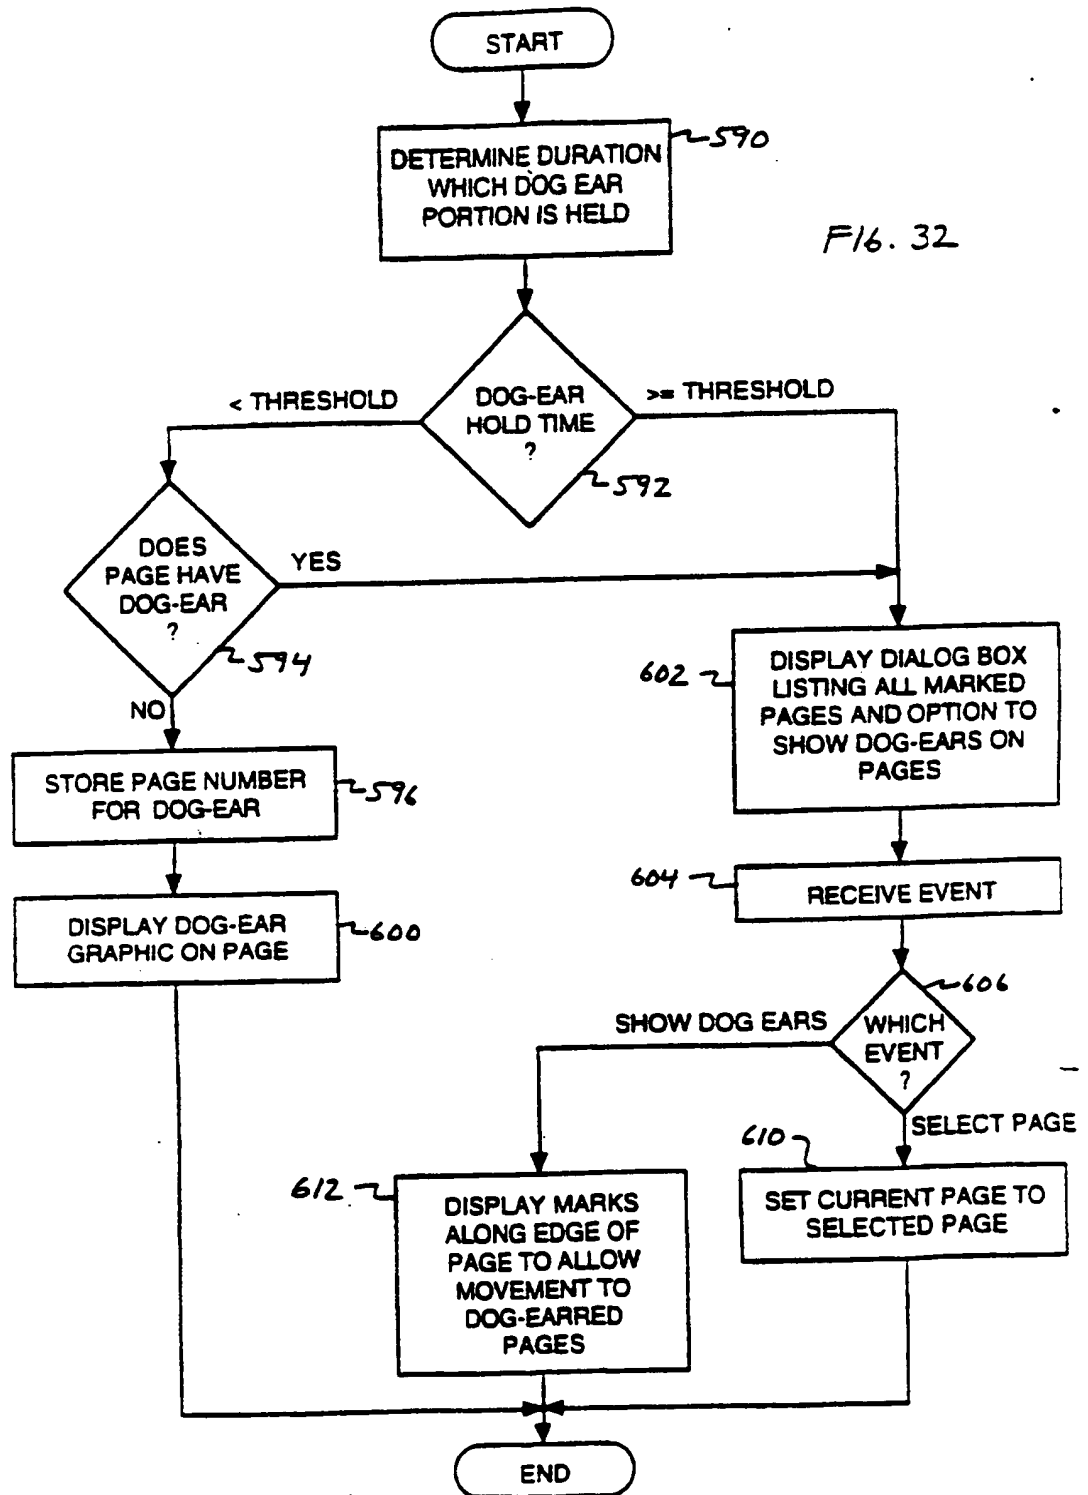 START
DETERMINE DURATION
WHICH DOG EAR
PORTION IS HELD
590
FIG. 32
< THRESHOLD
DOG-EAR
HOLD TIME
?
>= THRESHOLD
592
DOES
PAGE HAVE
DOG-EAR
?
YES
594
NO
602
DISPLAY DIALOG BOX
LISTING ALL MARKED
PAGES AND OPTION TO
SHOW DOG-EARS ON
PAGES
STORE PAGE NUMBER
FOR DOG-EAR
596
604
RECEIVE EVENT
DISPLAY DOG-EAR
GRAPHIC ON PAGE
600
606
SHOW DOG EARS
WHICH
EVENT
?
SELECT PAGE
610
612
DISPLAY MARKS
ALONG EDGE OF
PAGE TO ALLOW
MOVEMENT TO
DOG-EARRED
PAGES
SET CURRENT PAGE TO
SELECTED PAGE
END